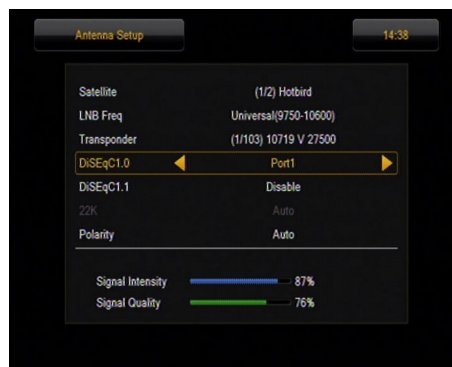 Antenna Setup 14:38
Satellite (1/2) Hotbird
LNB Freq Universal(9750-10600)
Transponder (1/103) 10719 V 27500
DiSEqC1.0 Port1
DiSEqC1.1 Disable
22K Auto
Polarity Auto
Signal Intensity 87%
Signal Quality 76%